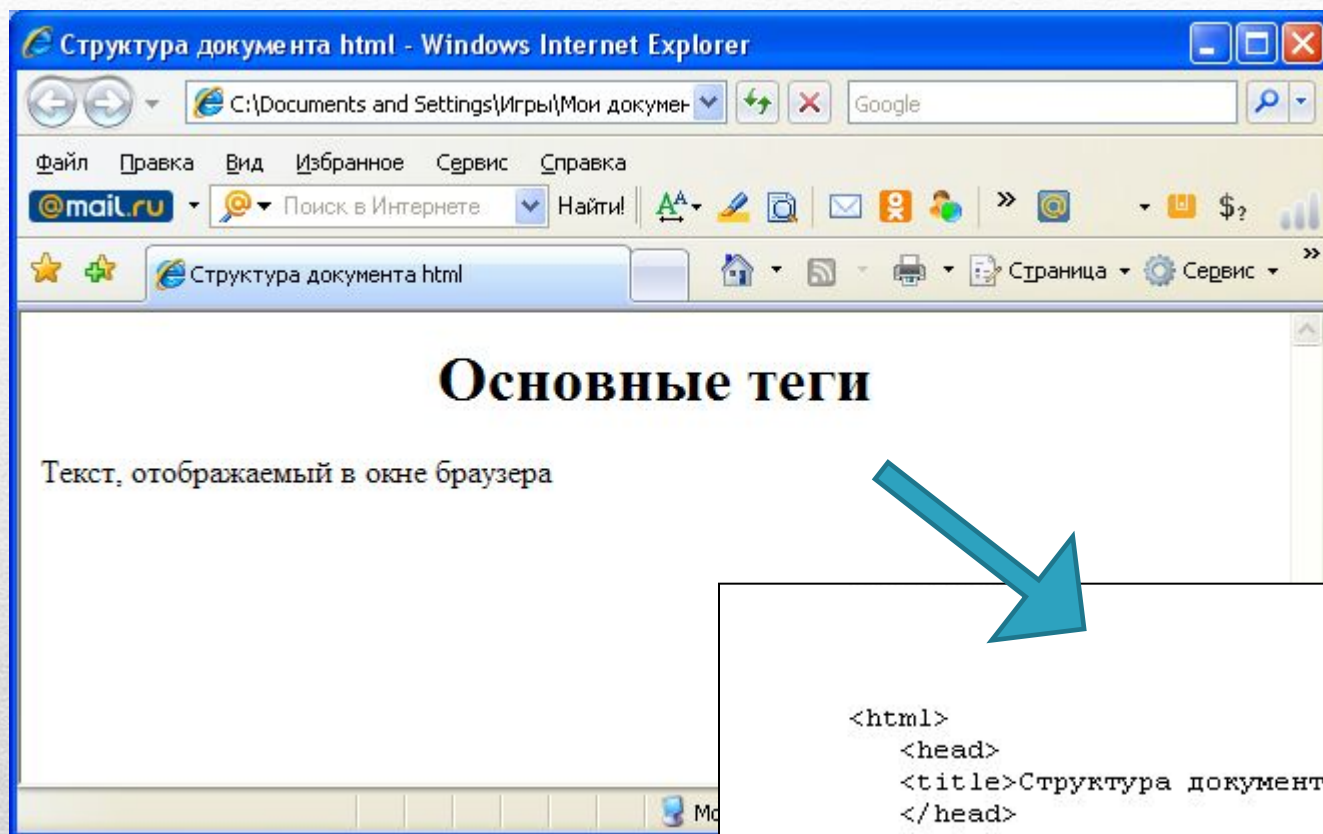 Структура документа html - Windows Internet Explorer
C:\Documents and Settings\Игры\Мои докумен
Google
Файл Правка Вид Избранное Сервис Справка
@mail.ru Поиск в Интернете Найти! »
$?
Структура документа html Страница Сервис »
Основные теги
Текст, отображаемый в окне браузера
<html>
<head>
<title>Структура документ
</head>